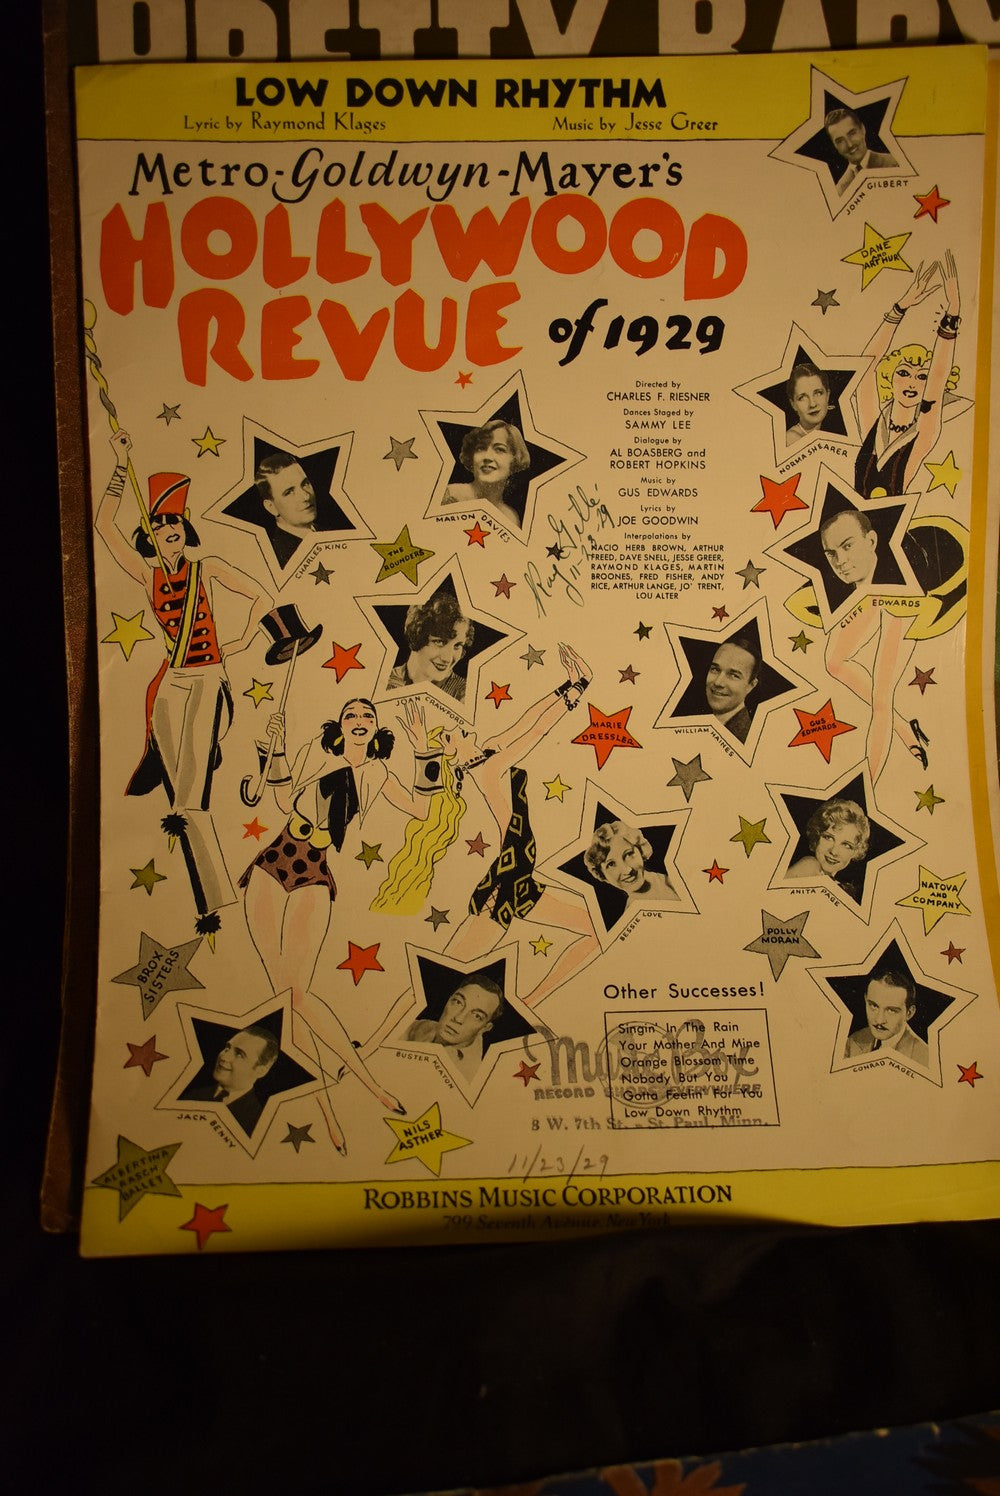 PRETTY BABY
LOW DOWN RHYTHM
Lyric by Raymond Klages
Music by Jesse Greer
Metro-Goldwyn-Mayer's
HOLLYWOOD
REVUE of 1929
JOHN GILBERT
DANE
AND
ARTHUR
Directed by
CHARLES F. RIESNER
Dances Staged by
SAMMY LEE
Dialogue by
AL BOASBERG and
ROBERT HOPKINS
Music by
GUS EDWARDS
Lyrics by
JOE GOODWIN
Interpolations by
NACIO HERB BROWN, ARTHUR
FREED, DAVE SNELL, JESSE GREER,
RAYMOND KLAGES, MARTIN
BROONES, FRED FISHER, ANDY
RICE, ARTHUR LANGE, JO' TRENT,
LOU ALTER
NORMA SHEARER
CHARLES KING
MARION DAVIES
THE
ROUNDERS
CLIFF EDWARDS
JOAN CRAWFORD
WILLIAM HAINES
MARIE
DRESSLER
GUS
EDWARDS
BESSIE LOVE
ANITA PAGE
NATOVA
AND
COMPANY
POLLY
MORAN
BROX
SISTERS
BUSTER KEATON
CONRAD NAGEL
JACK BENNY
NILS
ASTHER
ALBERTINA
RASCH
BALLET
Other Successes!
Singin' In The Rain
Your Mother And Mine
Orange Blossom Time
Nobody But You
Gotta Feelin' For You
Low Down Rhythm
Music Box
RECORD SHOPS EVERYWHERE
8 W. 7th St. - St. Paul, Minn.
11/23/29
ROBBINS MUSIC CORPORATION
799 Seventh Avenue, New York